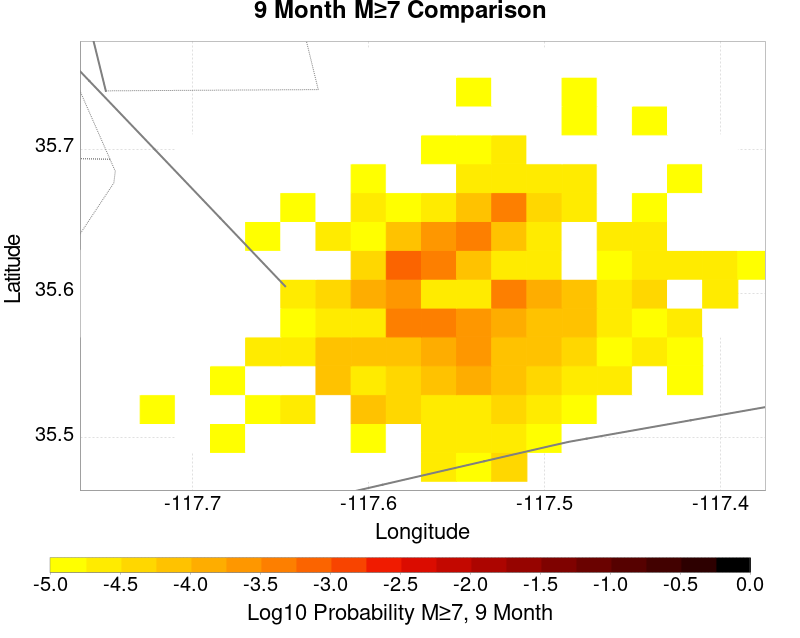 9 Month M≥7 Comparison
35.7
35.6
35.5
Latitude
-117.7 -117.6 -117.5 -117.4
Longitude
-5.0 -4.5 -4.0 -3.5 -3.0 -2.5 -2.0 -1.5 -1.0 -0.5 0.0
Log10 Probability M≥7, 9 Month